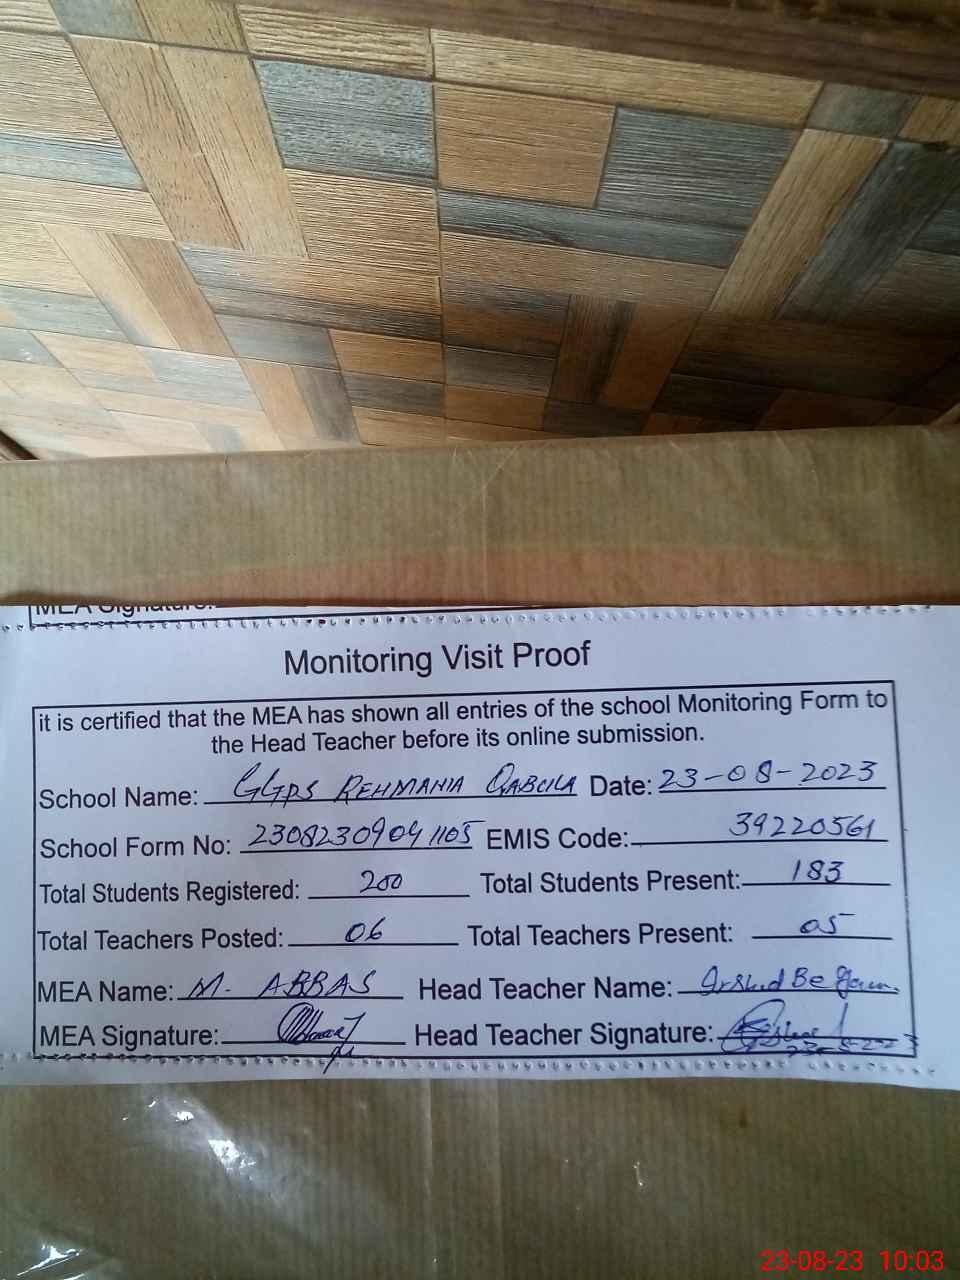 MEA Signature:
Monitoring Visit Proof
it is certified that the MEA has shown all entries of the school Monitoring Form to
the Head Teacher before its online submission.
School Name: GGPS REHMANIA QABULA Date: 23-08-2023
School Form No: 23082309041105 EMIS Code: 39220561
Total Students Registered: 200 Total Students Present: 183
Total Teachers Posted: 06 Total Teachers Present: 05
MEA Name: M. ABBAS Head Teacher Name: Irshad Begum.
MEA Signature: Head Teacher Signature:
23-08-23 10:03